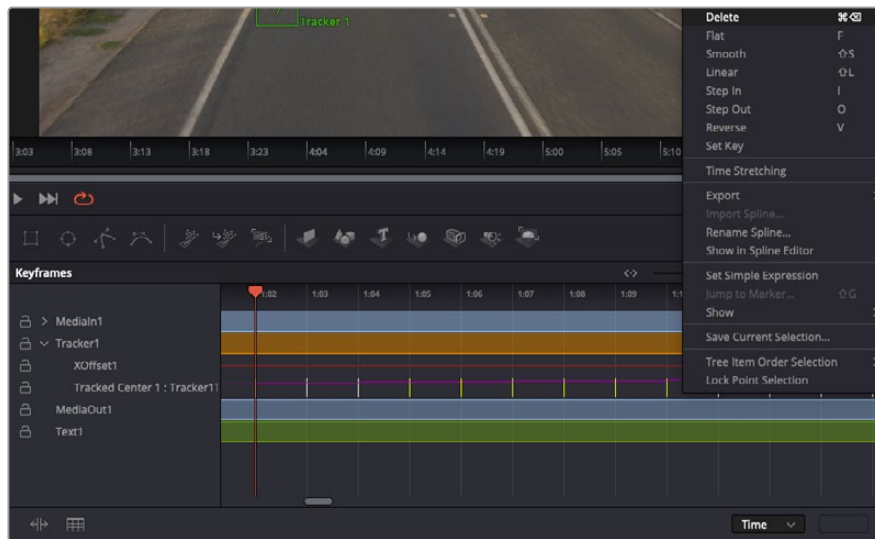 Tracker 1
Delete ⌘⌫
Flat F
Smooth ⇧S
Linear ⇧L
Step In I
Step Out O
Reverse V
Set Key
Time Stretching
Export
Import Spline...
Rename Spline...
Show in Spline Editor
Set Simple Expression
Jump to Marker... ⇧G
Show
Save Current Selection...
Tree Item Order Selection
Lock Point Selection
3:03 3:08 3:13 3:18 3:23 4:04 4:09 4:14 4:19 5:00 5:05 5:10
Keyframes
1:02 1:03 1:04 1:05 1:06 1:07 1:08 1:09
MediaIn1
Tracker1
XOffset1
Tracked Center 1 : Tracker1
MediaOut1
Text1
Time